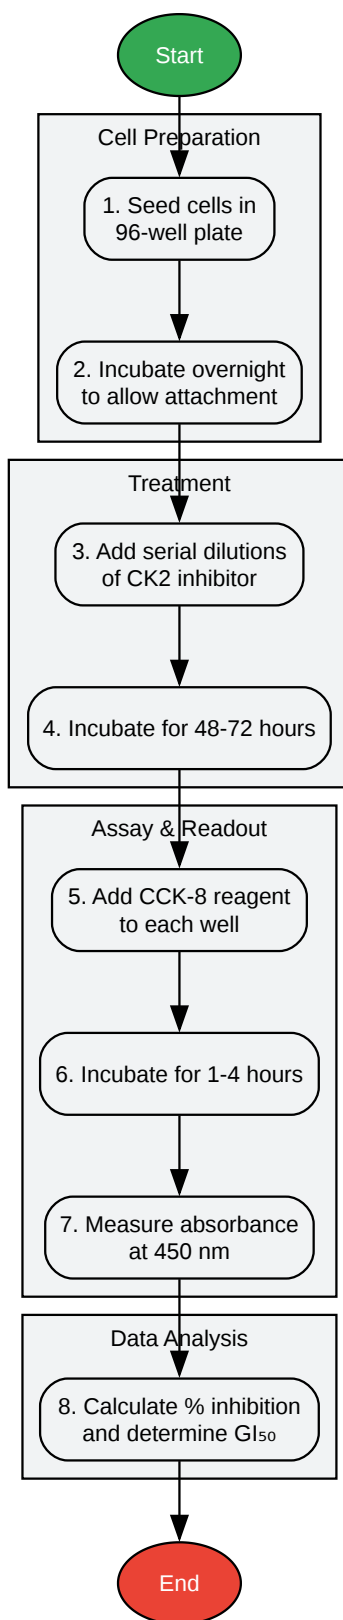 Start
Cell Preparation
1. Seed cells in
96-well plate
2. Incubate overnight
to allow attachment
Treatment
3. Add serial dilutions
of CK2 inhibitor
4. Incubate for 48-72 hours
Assay & Readout
5. Add CCK-8 reagent
to each well
6. Incubate for 1-4 hours
7. Measure absorbance
at 450 nm
Data Analysis
8. Calculate % inhibition
and determine GI₅₀
End